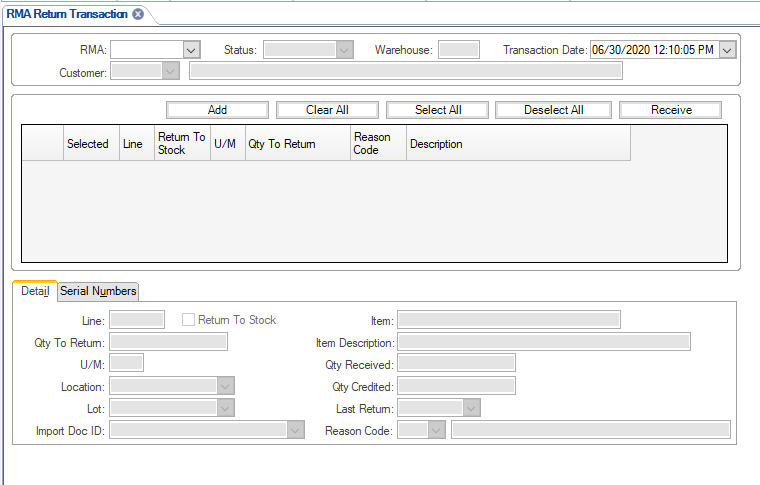 RMA Return Transaction
RMA: Status: Warehouse: Transaction Date: 06/30/2020 12:10:05 PM
Customer:
Add Clear All Select All Deselect All Receive
Selected Line Return To Stock U/M Qty To Return Reason Code Description
Detail Serial Numbers
Line: Return To Stock Item:
Qty To Return: Item Description:
U/M: Qty Received:
Location: Qty Credited:
Lot: Last Return:
Import Doc ID: Reason Code: